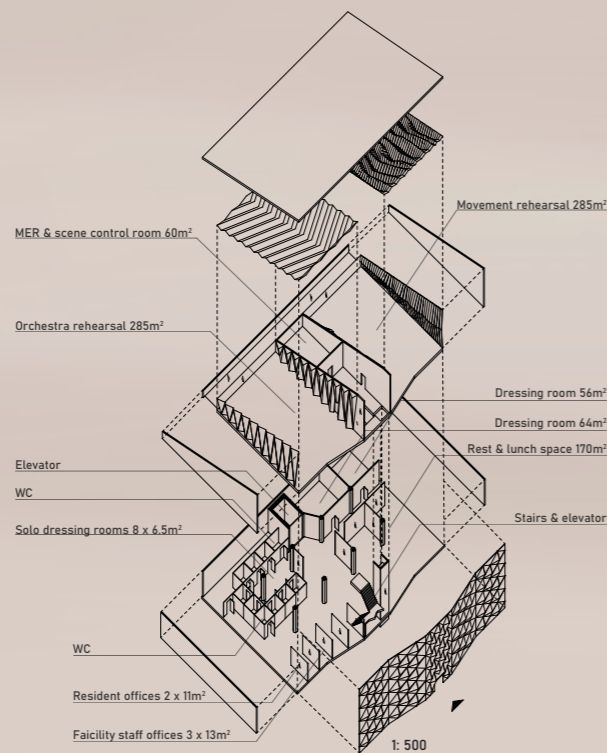 Movement rehearsal 285m²
MER & scene control room 60m²
Orchestra rehearsal 285m²
Dressing room 56m²
Dressing room 64m²
Rest & lunch space 170m²
Elevator
WC
Stairs & elevator
Solo dressing rooms 8 x 6.5m²
WC
Resident offices 2 x 11m²
Faicility staff offices 3 x 13m²
1: 500